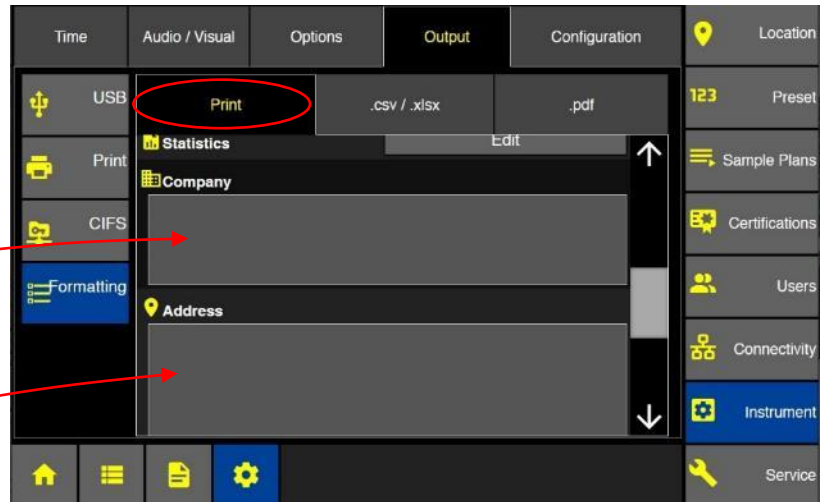 Time Audio / Visual Options Output Configuration
Location
USB
Print .csv / .xlsx .pdf
123 Preset
Statistics Edit
Print
Sample Plans
Company
CIFS
Certifications
Formatting
Users
Address
Connectivity
Instrument
Service